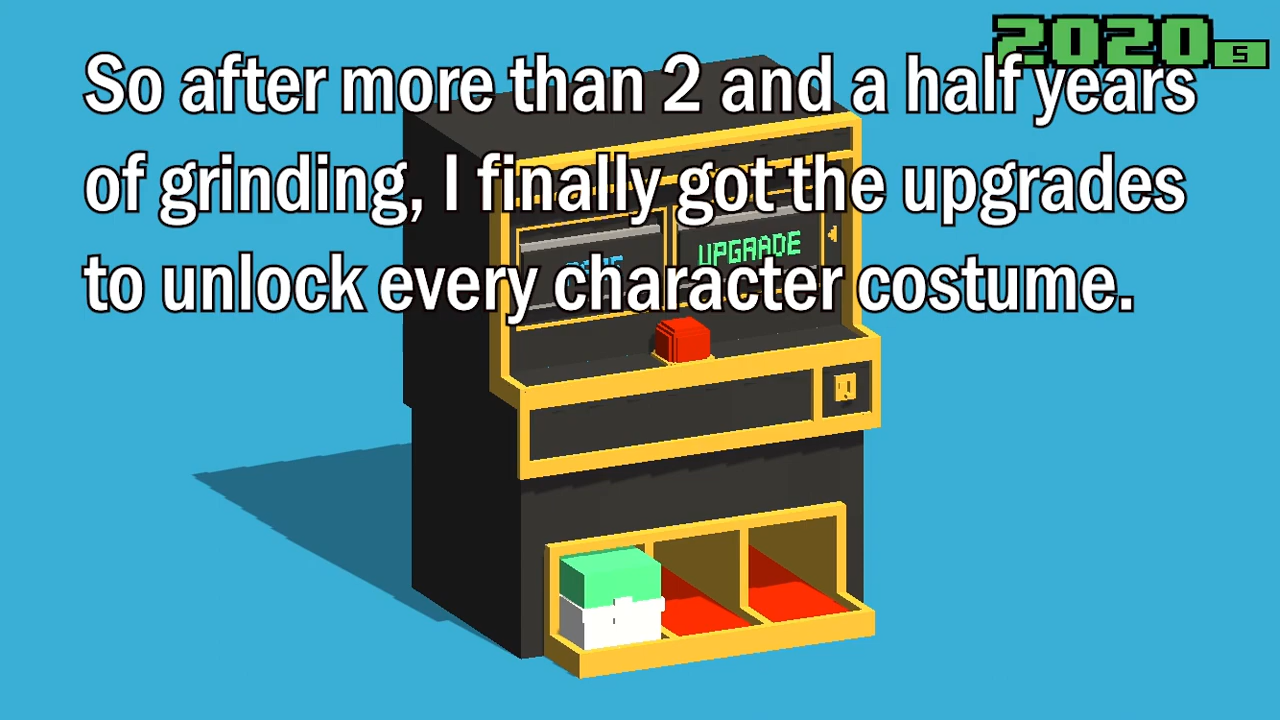 2020 S
So after more than 2 and a half years
of grinding, I finally got the upgrades
to unlock every character costume.
UPGRADE